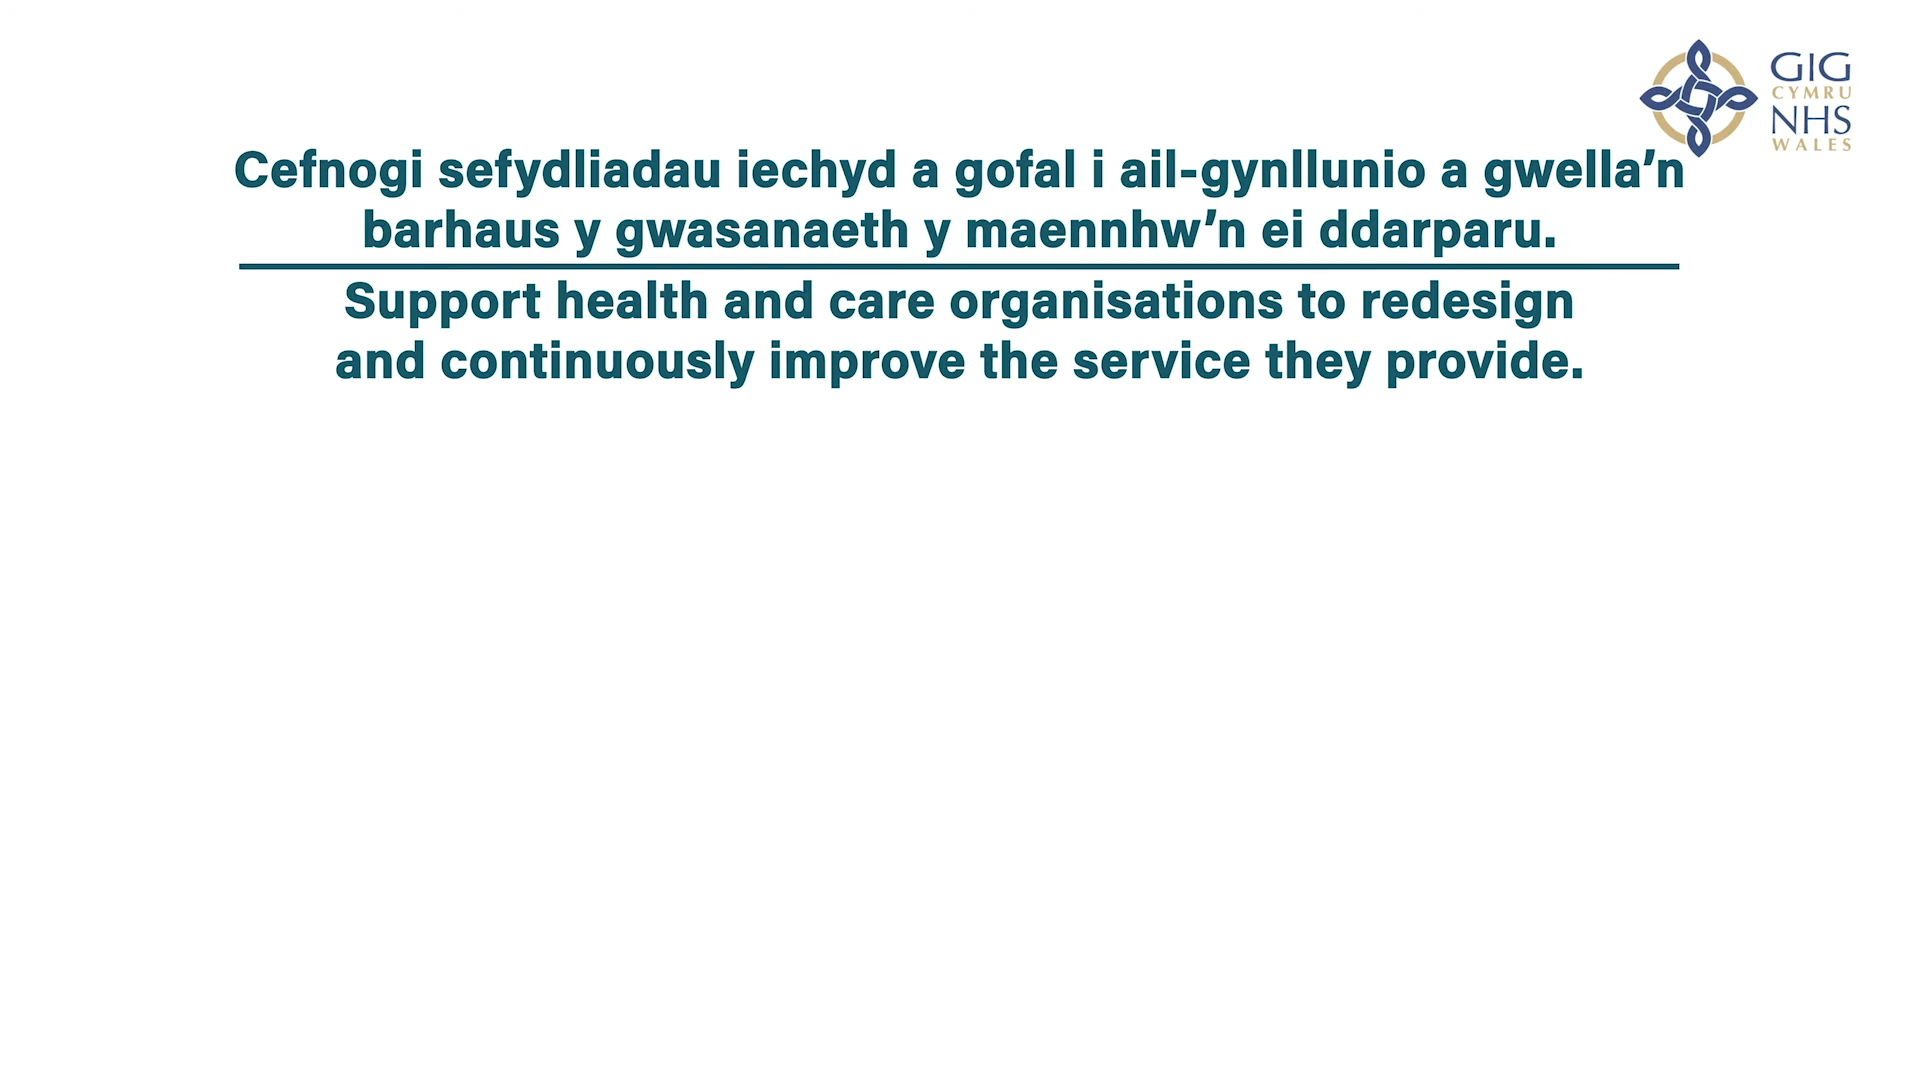 GIG
CYMRU
NHS
WALES
Cefnogi sefydliadau iechyd a gofal i ail-gynllunio a gwella’n
barhaus y gwasanaeth y maennhw’n ei ddarparu.
Support health and care organisations to redesign
and continuously improve the service they provide.